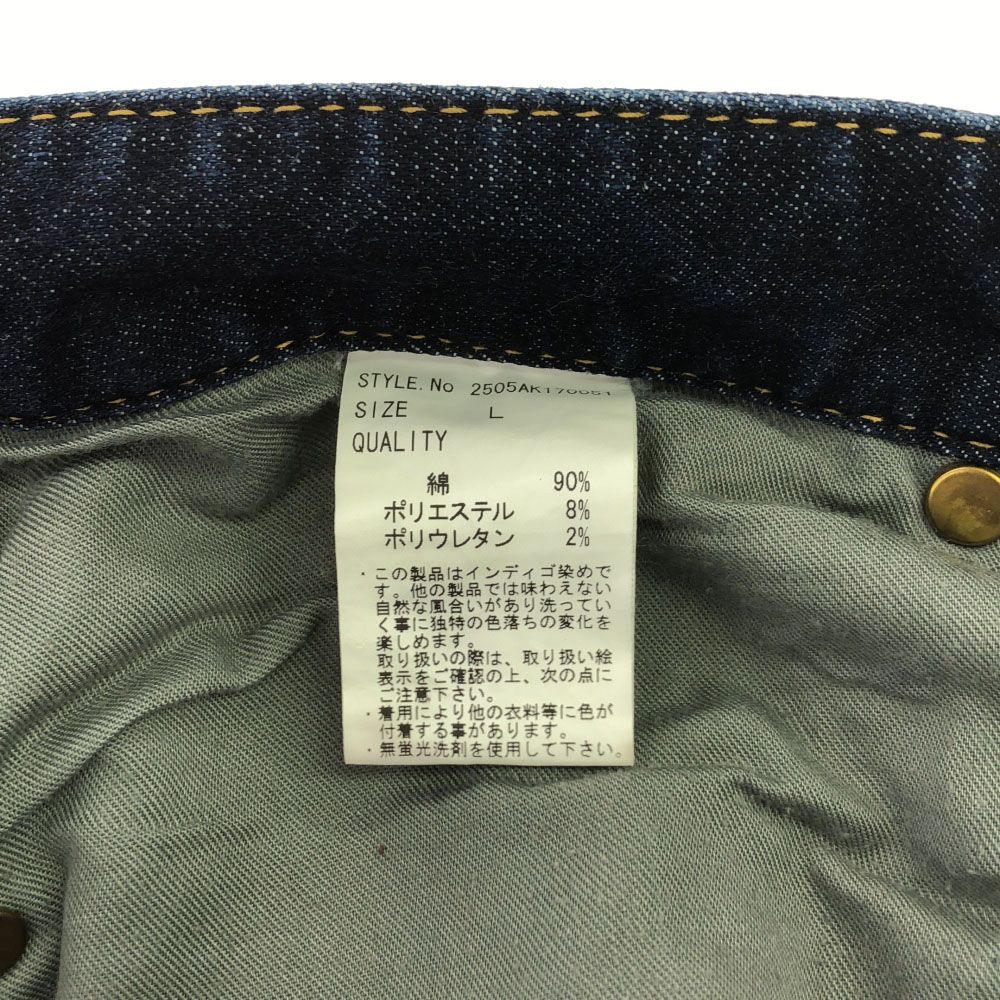 STYLE.No
SIZE L
QUALITY
綿 90%
ポリエステル 8%
ポリウレタン 2%
・この製品はインディゴ染めで
す。他の製品では味わえない
自然な風合いがあり洗ってい
く事に独特の色落ちの変化を
楽しめます。
取り扱いの際は、取り扱い絵
表示をご確認の上、次の点に
ご注意下さい。
・着用により他の衣料等に色が
付着する事があります。
・無蛍光洗剤を使用して下さい。